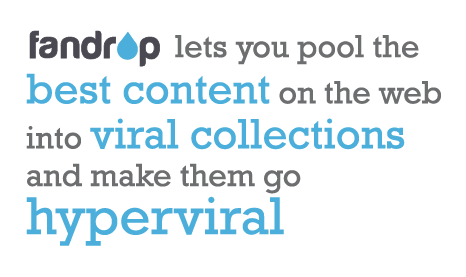 fandrop lets you pool the
best content on the web
into viral collections
and make them go
hyperviral